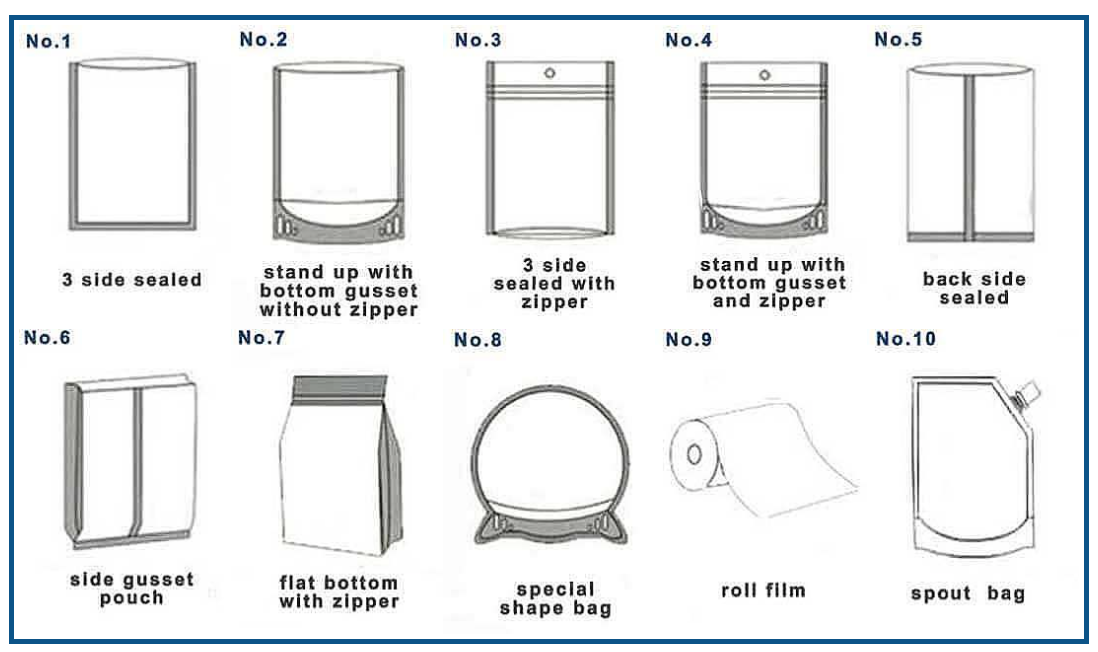 No.1
No.2
No.3
No.4
No.5
3 side sealed
stand up with
bottom gusset
without zipper
3 side
sealed with
zipper
stand up with
bottom gusset
and zipper
back side
sealed
No.6
No.7
No.8
No.9
No.10
side gusset
pouch
flat bottom
with zipper
special
shape bag
roll film
spout bag